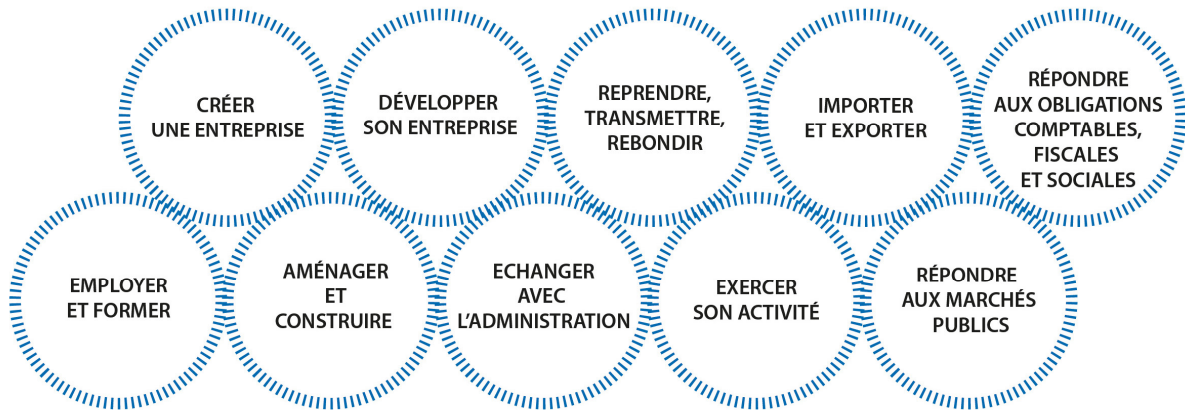 CRÉER
UNE ENTREPRISE
DÉVELOPPER
SON ENTREPRISE
REPRENDRE,
TRANSMETTRE,
REBONDIR
IMPORTER
ET EXPORTER
RÉPONDRE
AUX OBLIGATIONS
COMPTABLES,
FISCALES
ET SOCIALES
EMPLOYER
ET FORMER
AMÉNAGER
ET
CONSTRUIRE
ECHANGER
AVEC
L’ADMINISTRATION
EXERCER
SON ACTIVITÉ
RÉPONDRE
AUX MARCHÉS
PUBLICS